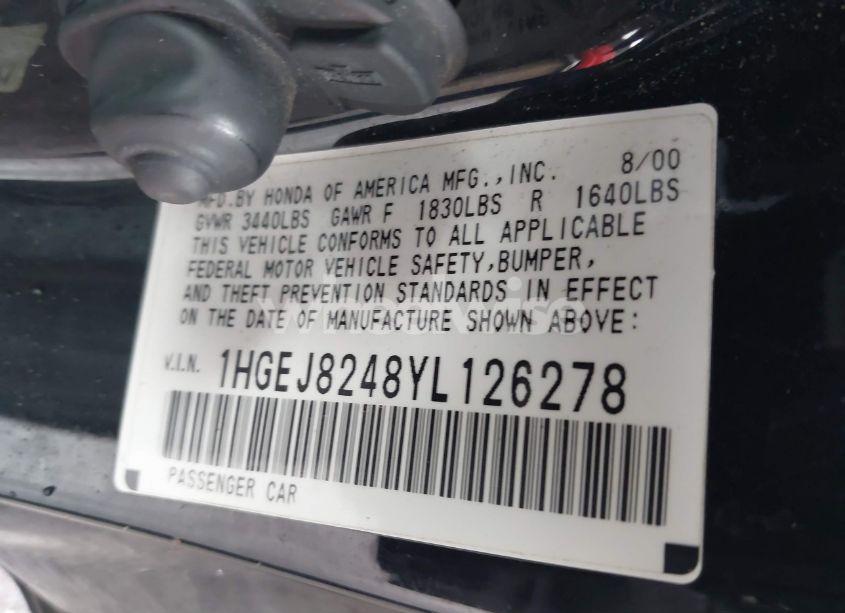 MFD.BY HONDA OF AMERICA MFG.,INC. 8/00
GVWR 3440LBS GAWR F 1830LBS R 1640LBS
THIS VEHICLE CONFORMS TO ALL APPLICABLE
FEDERAL MOTOR VEHICLE SAFETY,BUMPER,
AND THEFT PREVENTION STANDARDS IN EFFECT
ON THE DATE OF MANUFACTURE SHOWN ABOVE:
V.I.N. 1HGEJ8248YL126278
PASSENGER CAR